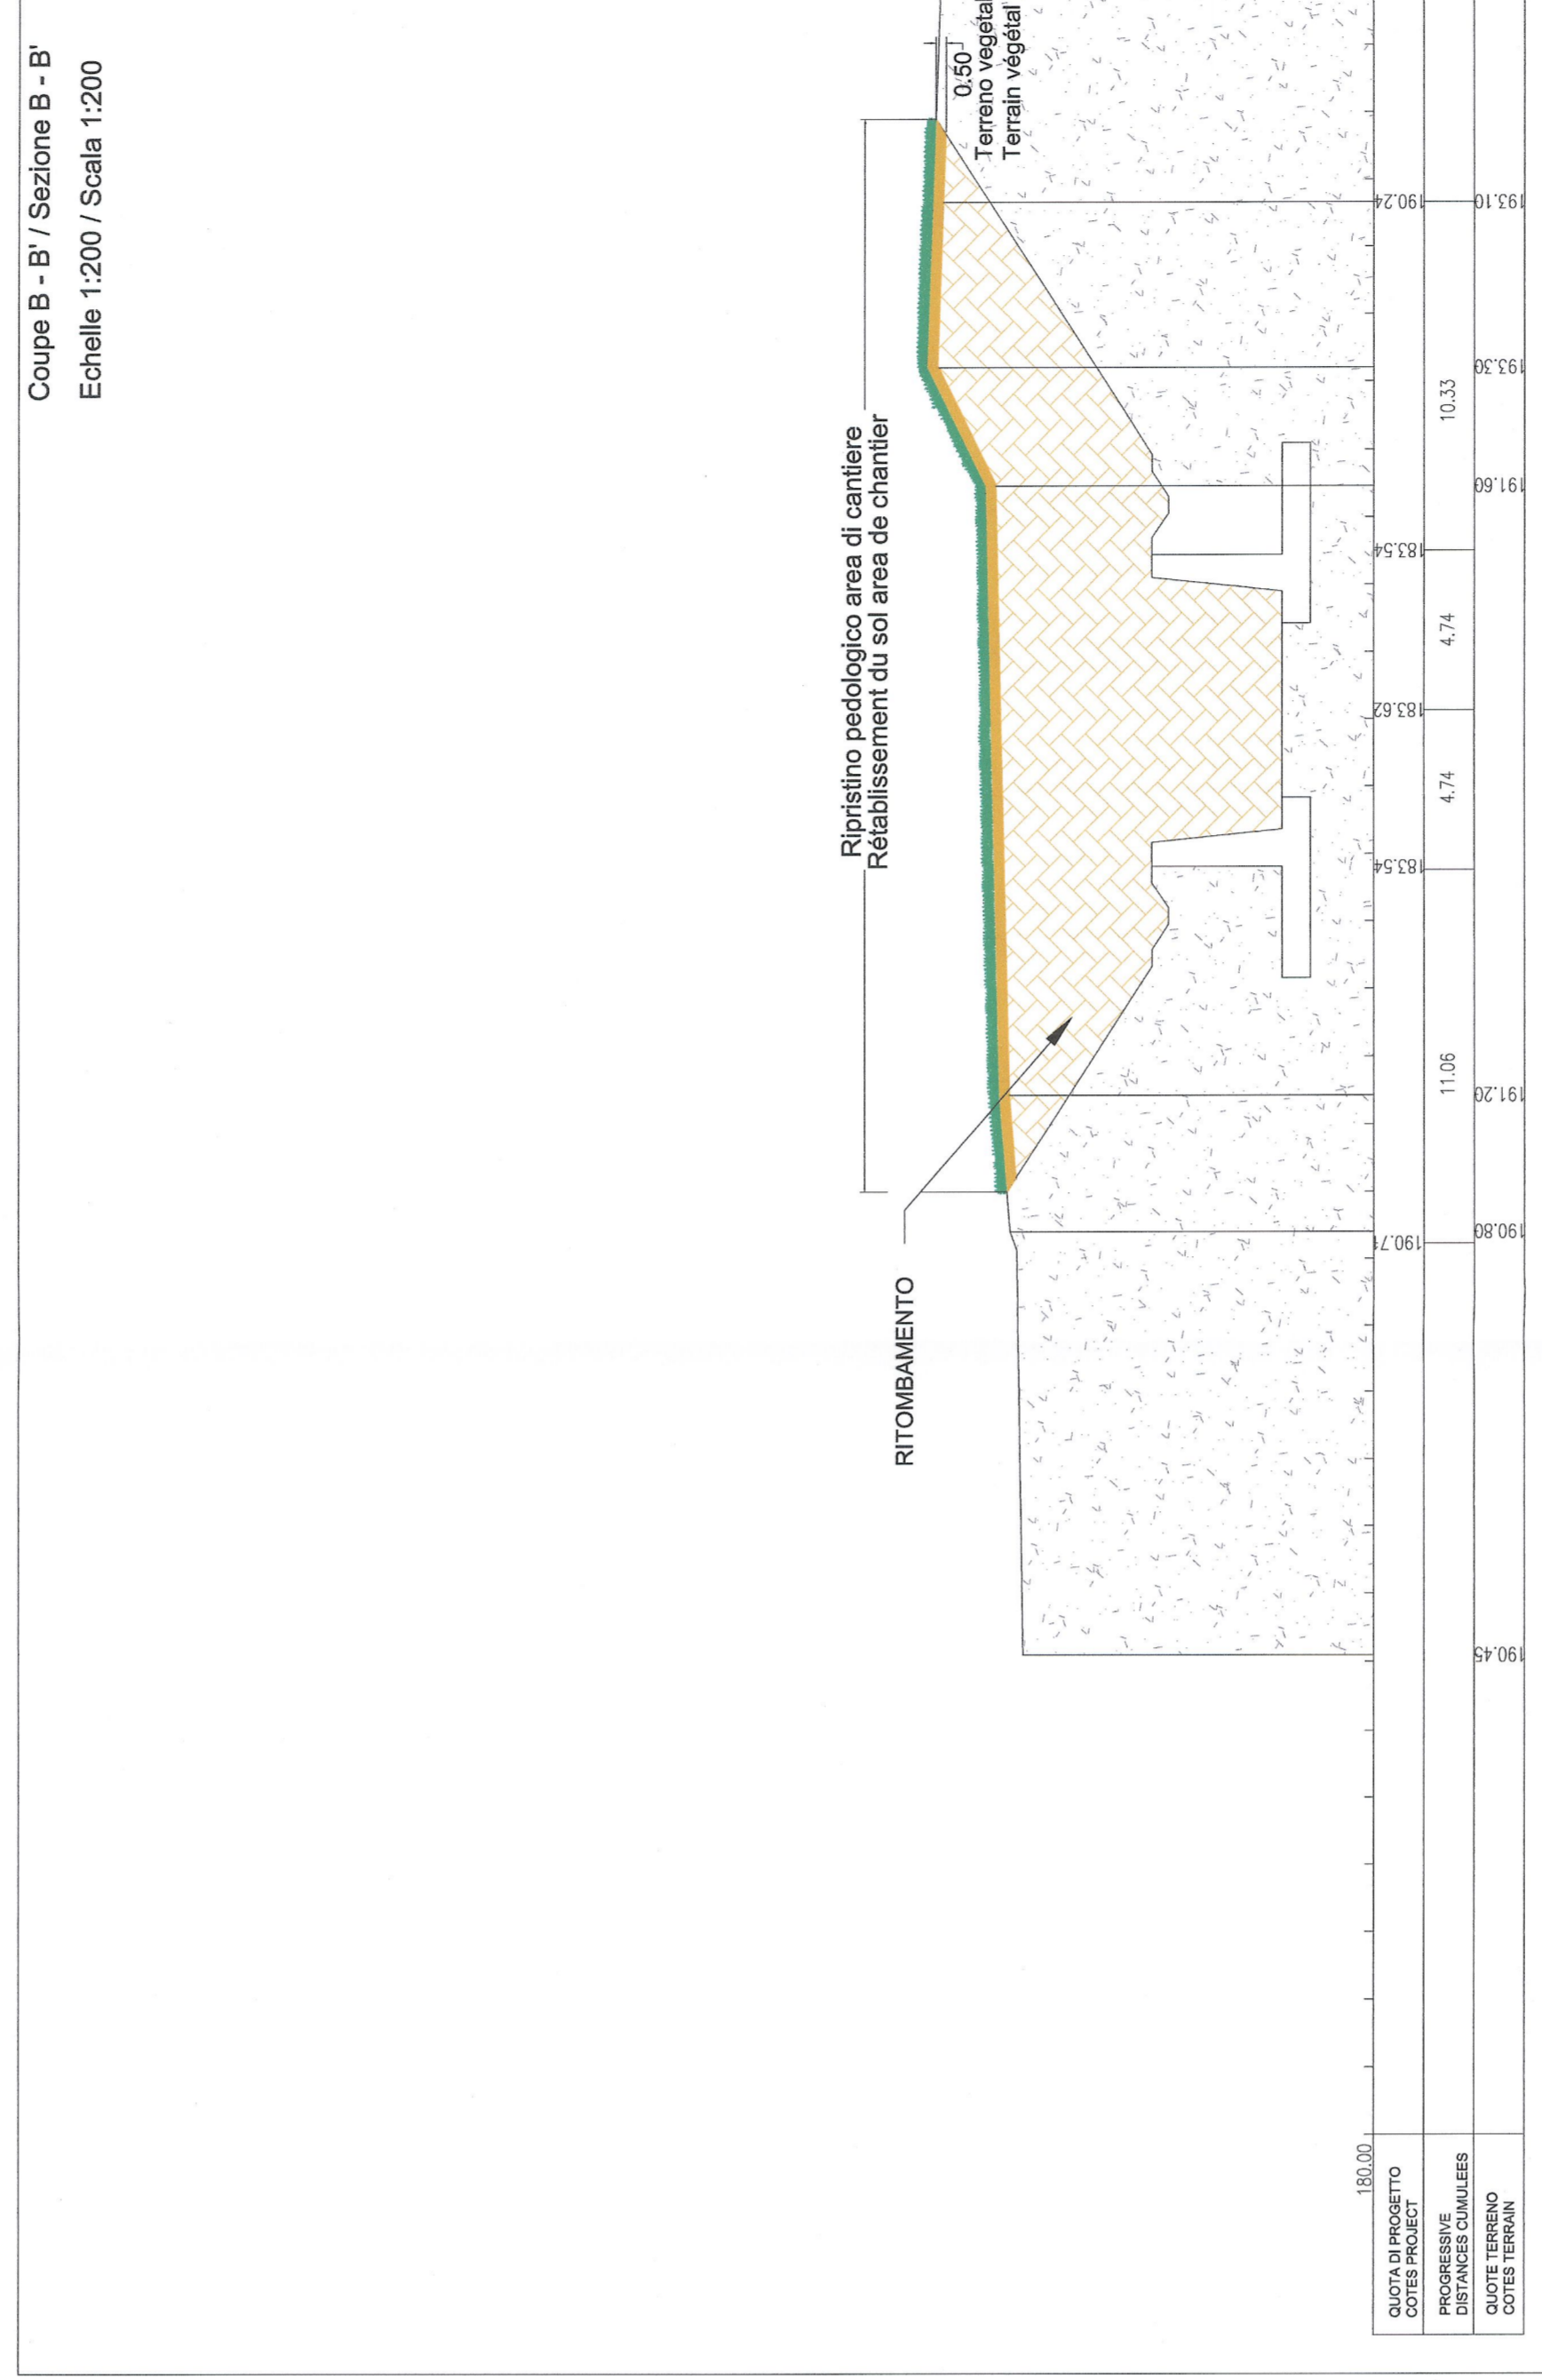 Coupe B - B' / Sezione B - B'
Echelle 1:200 / Scala 1:200
Ripristino pedologico area di cantiere
Rétablissement du sol area de chantier
0.50
Terreno vegetal
Terrain végétal
RITOMBAMENTO
180.00
QUOTA DI PROGETTO
COTES PROJECT
183.54
183.62
183.54
190.24
PROGRESSIVE
DISTANCES CUMULEES
11.06
4.74
4.74
10.33
QUOTE TERRENO
COTES TERRAIN
190.45
190.80
191.20
191.60
193.30
193.10